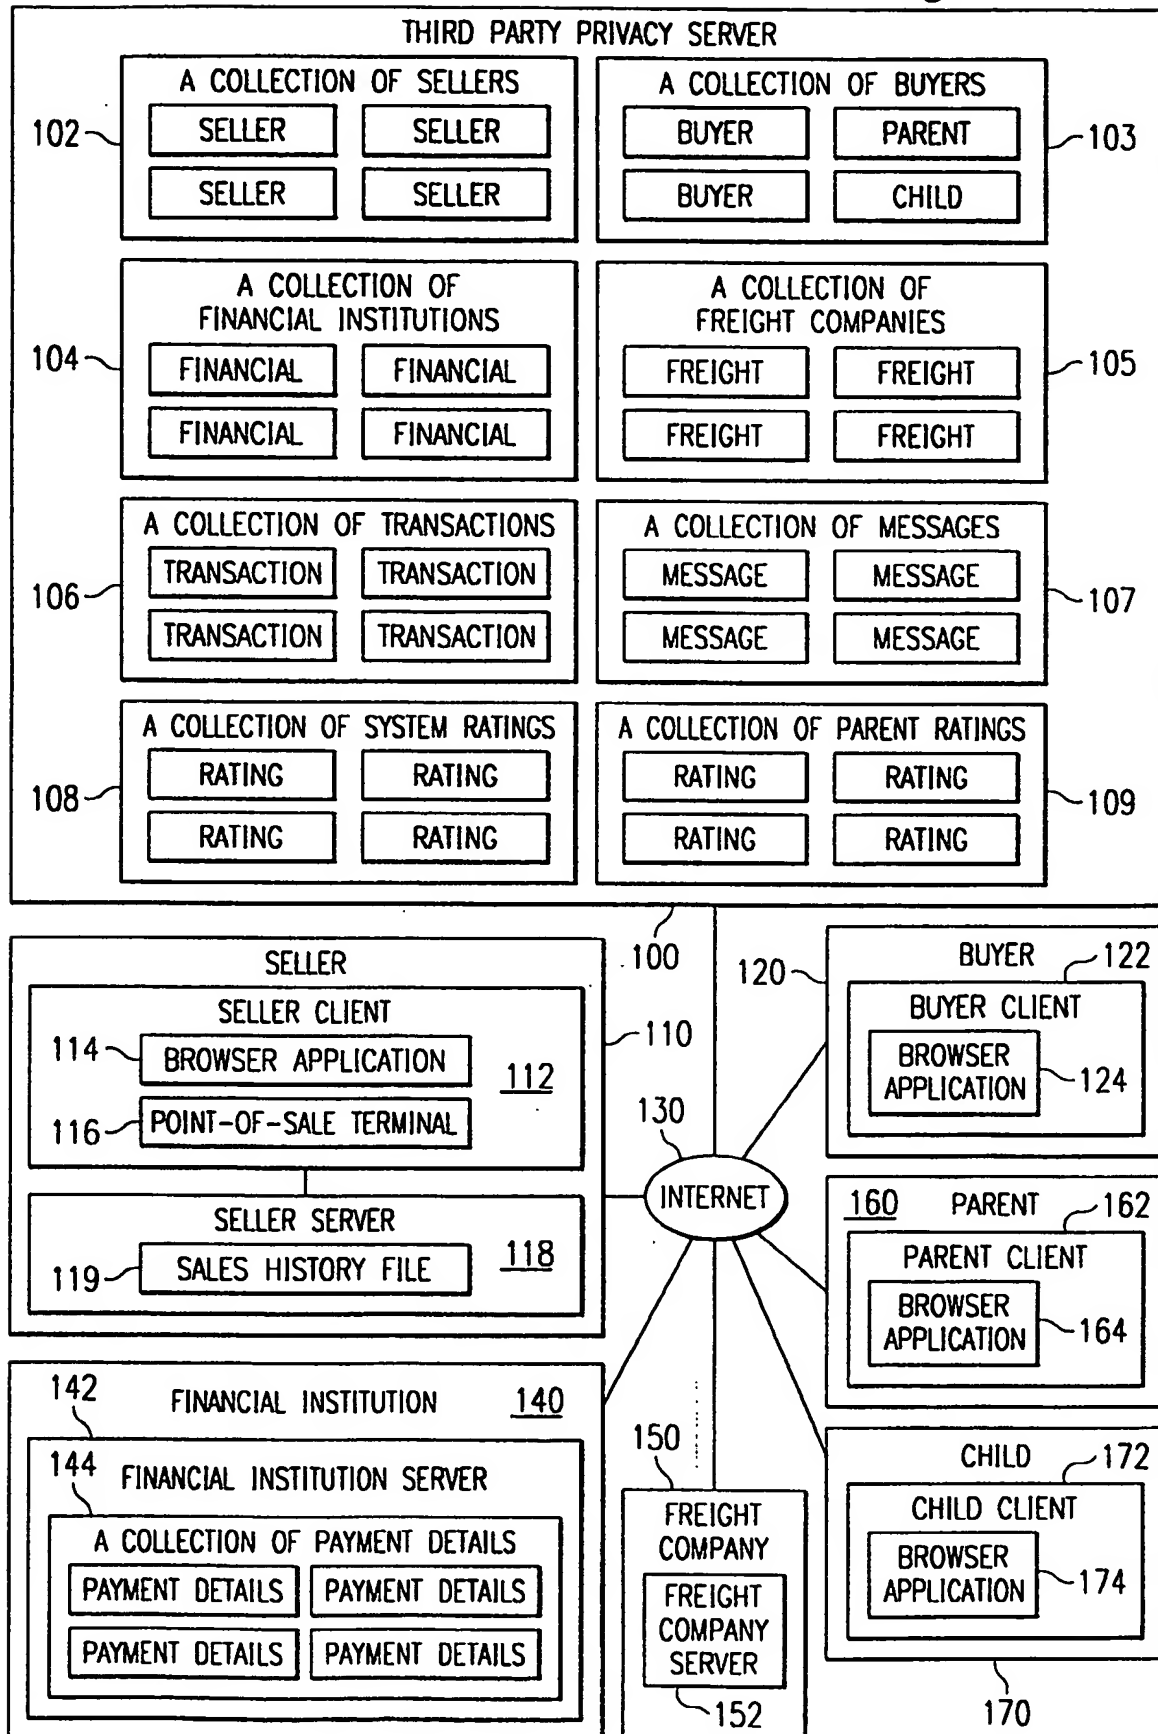 THIRD PARTY PRIVACY SERVER
A COLLECTION OF SELLERS
SELLER
SELLER
SELLER
SELLER
102
A COLLECTION OF BUYERS
BUYER
PARENT
BUYER
CHILD
103
A COLLECTION OF
FINANCIAL INSTITUTIONS
FINANCIAL
FINANCIAL
FINANCIAL
FINANCIAL
104
A COLLECTION OF
FREIGHT COMPANIES
FREIGHT
FREIGHT
FREIGHT
FREIGHT
105
A COLLECTION OF TRANSACTIONS
TRANSACTION
TRANSACTION
TRANSACTION
TRANSACTION
106
A COLLECTION OF MESSAGES
MESSAGE
MESSAGE
MESSAGE
MESSAGE
107
A COLLECTION OF SYSTEM RATINGS
RATING
RATING
RATING
RATING
108
A COLLECTION OF PARENT RATINGS
RATING
RATING
RATING
RATING
109
100
SELLER
110
SELLER CLIENT
114
BROWSER APPLICATION
112
116
POINT-OF-SALE TERMINAL
SELLER SERVER
119
SALES HISTORY FILE
118
130
INTERNET
120
BUYER
122
BUYER CLIENT
BROWSER
APPLICATION
124
160
PARENT
162
PARENT CLIENT
BROWSER
APPLICATION
164
142
FINANCIAL INSTITUTION
140
144
FINANCIAL INSTITUTION SERVER
A COLLECTION OF PAYMENT DETAILS
PAYMENT DETAILS
PAYMENT DETAILS
PAYMENT DETAILS
PAYMENT DETAILS
150
FREIGHT
COMPANY
FREIGHT
COMPANY
SERVER
152
CHILD
172
CHILD CLIENT
BROWSER
APPLICATION
174
170